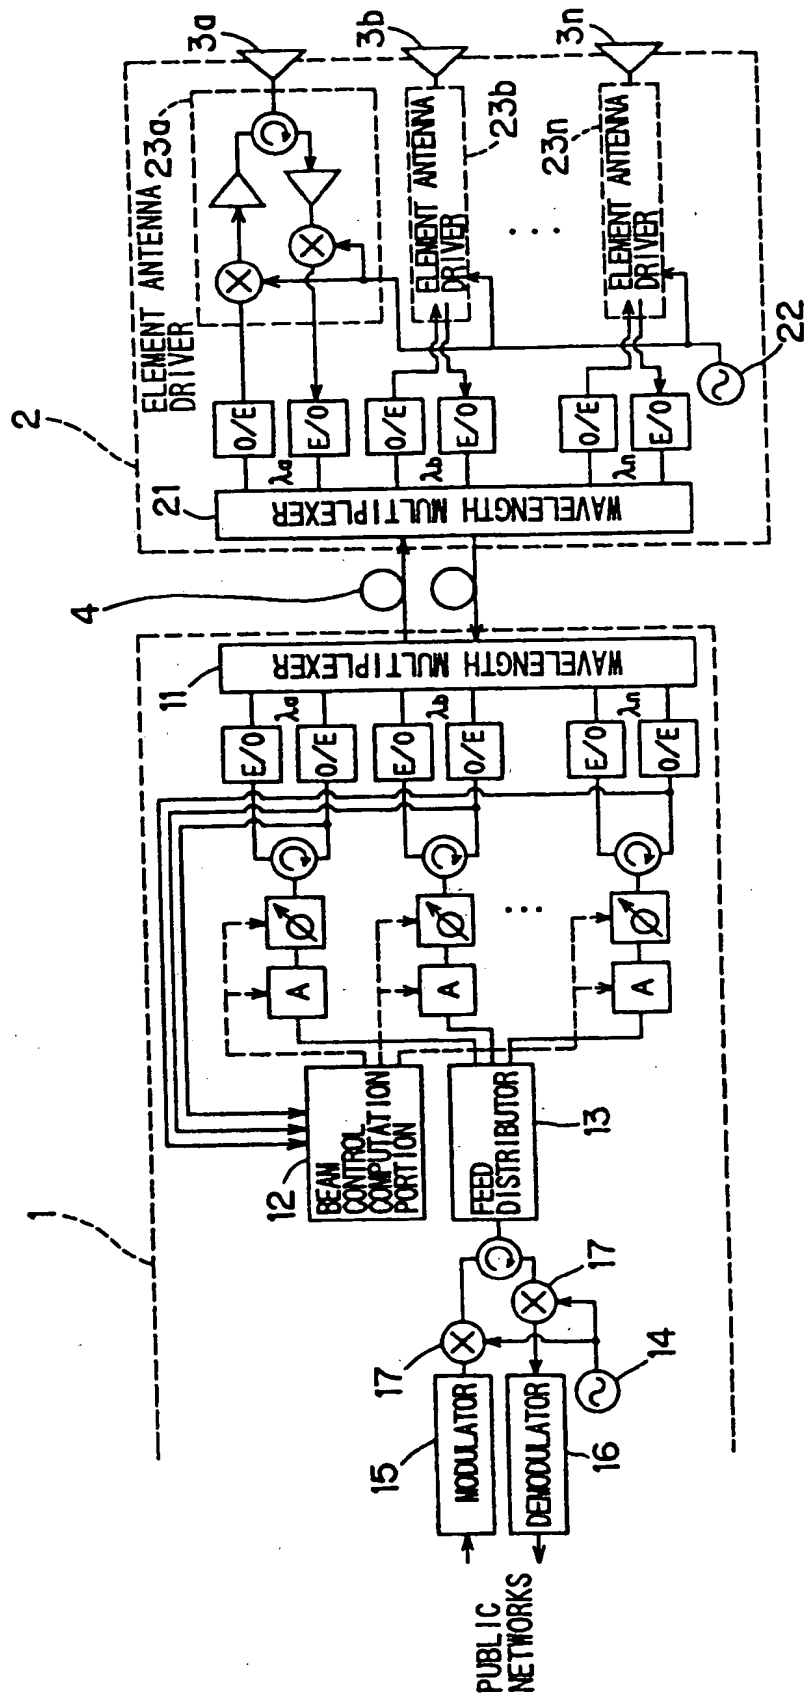 1
2
PUBLIC
NETWORKS
15
MODULATOR
DEMODULATOR
16
17
17
14
12
BEAM
CONTROL
COMPUTATION
PORTION
FEED
DISTRIBUTOR
13
A
Ø
A
Ø
A
Ø
...
E/O
λa
O/E
E/O
λb
O/E
E/O
λn
O/E
11
WAVELENGTH MULTIPLEXER
4
21
WAVELENGTH MULTIPLEXER
O/E
λa
E/O
O/E
λb
E/O
O/E
λn
E/O
ELEMENT ANTENNA
DRIVER
23a
ELEMENT ANTENNA
DRIVER
23b
...
23n
ELEMENT ANTENNA
DRIVER
22
3a
3b
3n